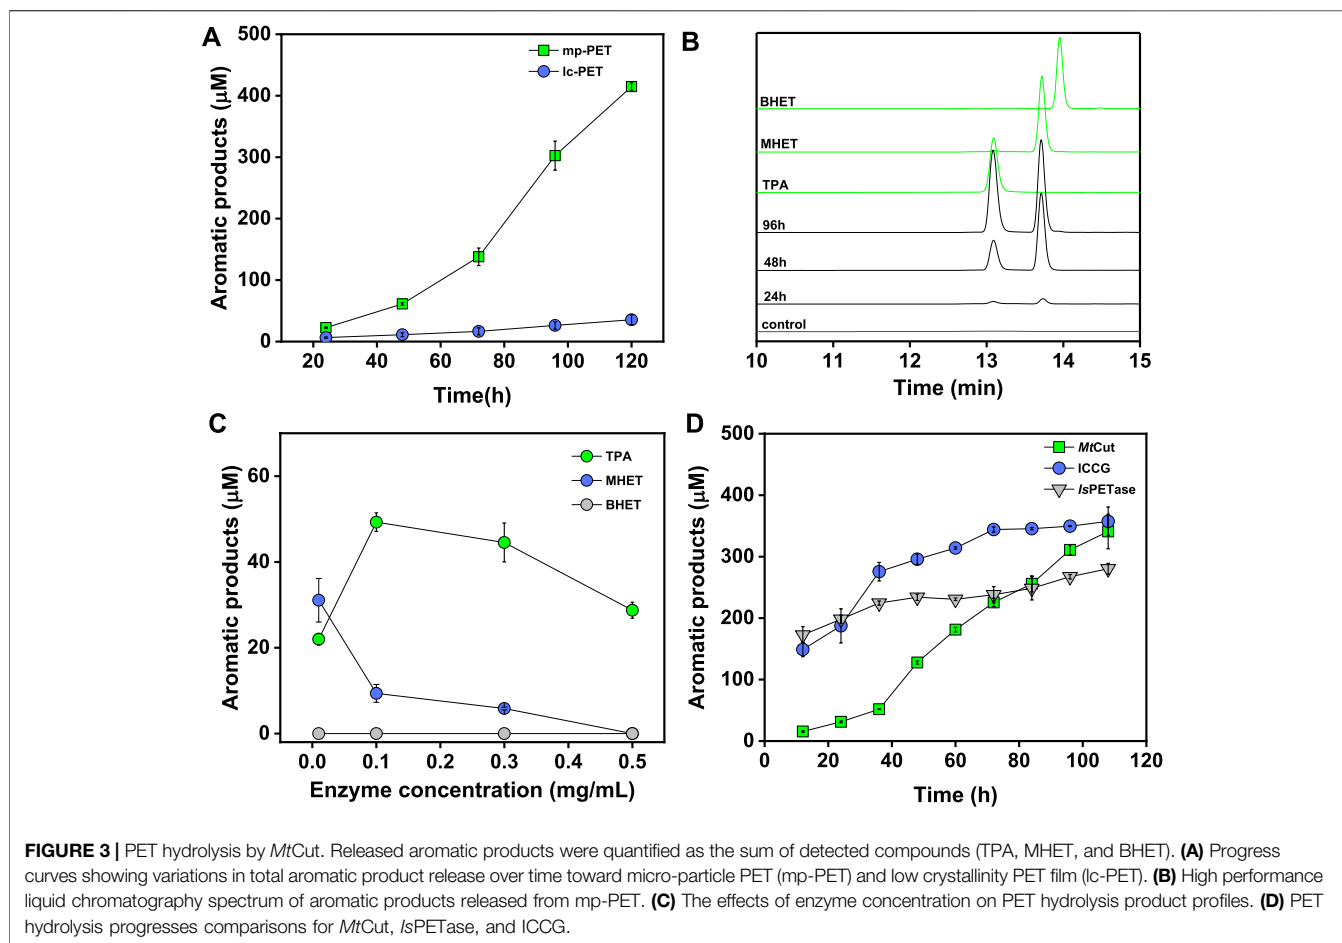 A
Aromatic products (μM)
500
400
300
200
100
0
mp-PET
lc-PET
20 40 60 80 100 120
Time(h)
B
BHET
MHET
TPA
96h
48h
24h
control
10 11 12 13 14 15
Time (min)
C
Aromatic products (μM)
60
40
20
0
TPA
MHET
BHET
0.0 0.1 0.2 0.3 0.4 0.5
Enzyme concentration (mg/mL)
D
Aromatic products (μM)
500
400
300
200
100
0
MtCut
ICCG
IsPETase
0 20 40 60 80 100 120
Time (h)
FIGURE 3 | PET hydrolysis by MtCut. Released aromatic products were quantified as the sum of detected compounds (TPA, MHET, and BHET). (A) Progress
curves showing variations in total aromatic product release over time toward micro-particle PET (mp-PET) and low crystallinity PET film (lc-PET). (B) High performance
liquid chromatography spectrum of aromatic products released from mp-PET. (C) The effects of enzyme concentration on PET hydrolysis product profiles. (D) PET
hydrolysis progresses comparisons for MtCut, IsPETase, and ICCG.